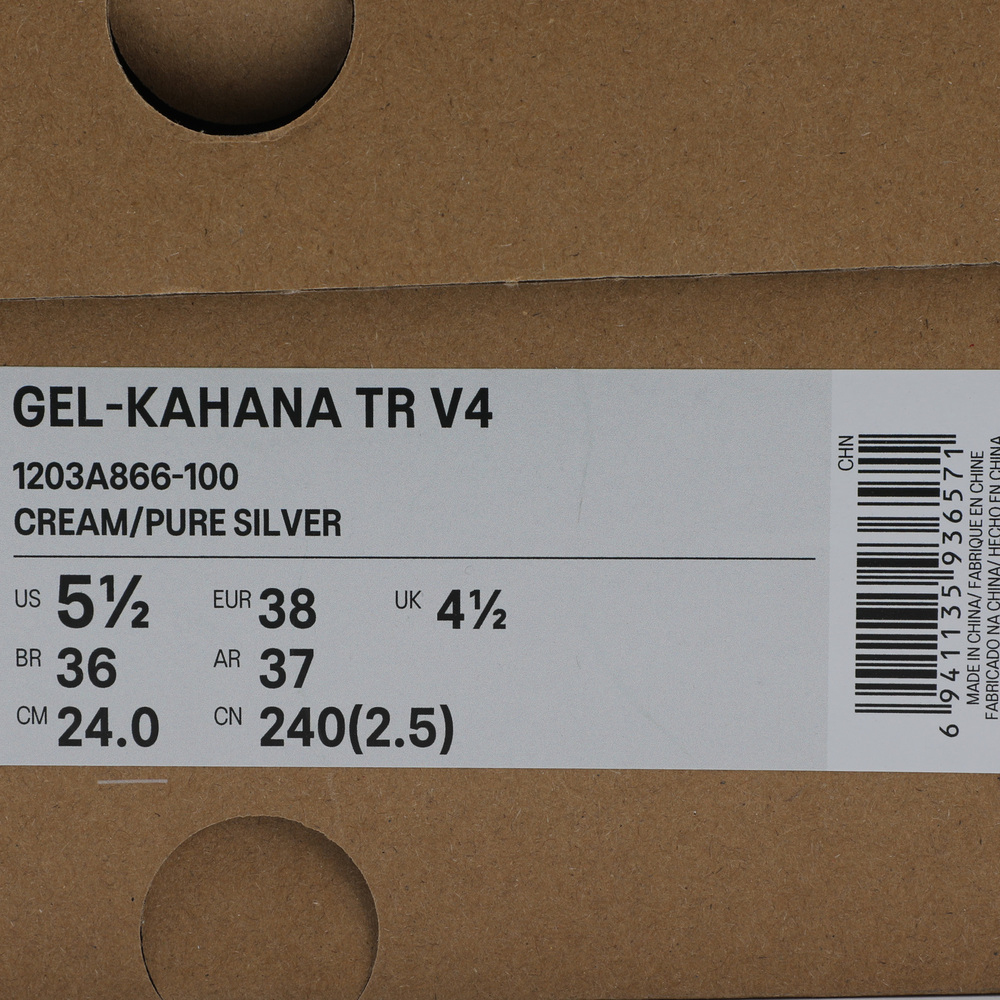 GEL-KAHANA TR V4
1203A866-100
CREAM/PURE SILVER
US 5½ EUR 38 UK 4½
BR 36 AR 37
CM 24.0 CN 240(2.5)
CHN
6 941135 936571
MADE IN CHINA/ FABRIQUE EN CHINE
FABRICADO NA CHINA/ HECHO EN CHINA